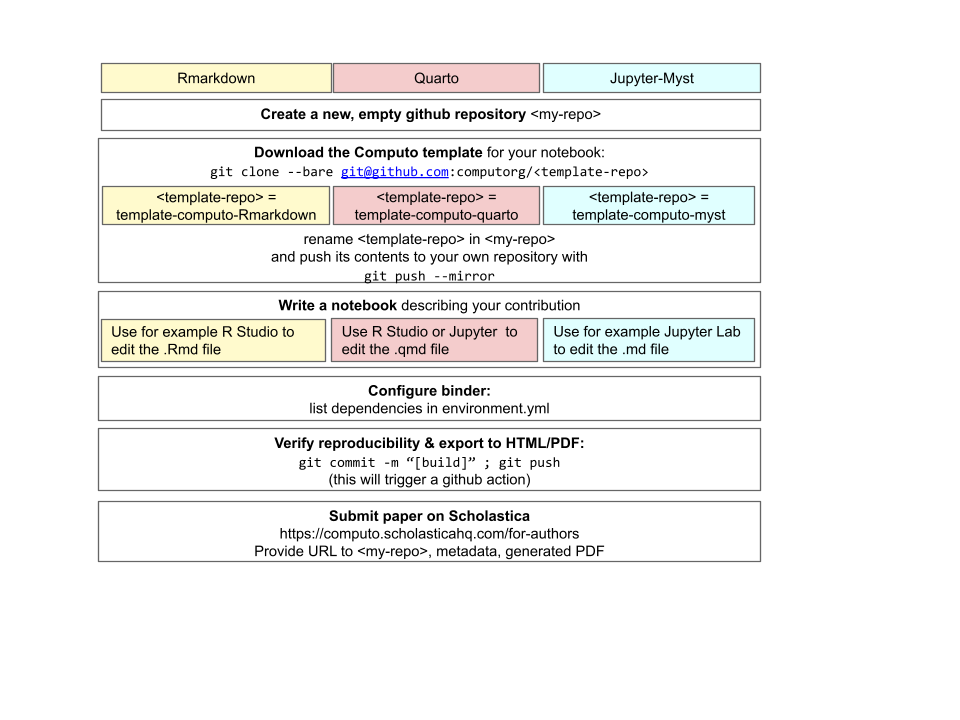 Rmarkdown
Quarto
Jupyter-Myst
Create a new, empty github repository <my-repo>
Download the Computo template for your notebook:
git clone --bare git@github.com:computorg/<template-repo>
<template-repo> =
template-computo-Rmarkdown
<template-repo> =
template-computo-quarto
<template-repo> =
template-computo-myst
rename <template-repo> in <my-repo>
and push its contents to your own repository with
git push --mirror
Write a notebook describing your contribution
Use for example R Studio to
edit the .Rmd file
Use R Studio or Jupyter  to
edit the .qmd file
Use for example Jupyter Lab
to edit the .md file
Configure binder:
list dependencies in environment.yml
Verify reproducibility & export to HTML/PDF:
git commit -m “[build]” ; git push
(this will trigger a github action)
Submit paper on Scholastica
https://computo.scholasticahq.com/for-authors
Provide URL to <my-repo>, metadata, generated PDF